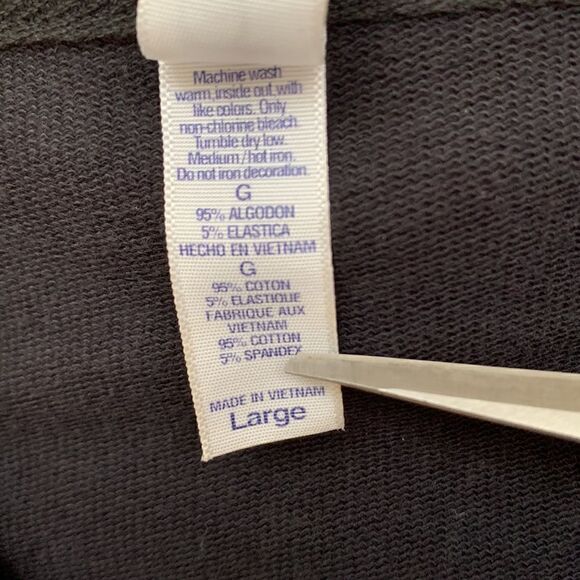 Machine wash
warm, inside out, with
like colors. Only
non-chlorine bleach.
Tumble dry low.
Medium/hot iron.
Do not iron decoration.
G
95% ALGODON
5% ELASTICA
HECHO EN VIETNAM
G
95% COTON
5% ELASTIQUE
FABRIQUE AUX
VIETNAM
95% COTTON
5% SPANDEX
MADE IN VIETNAM
Large